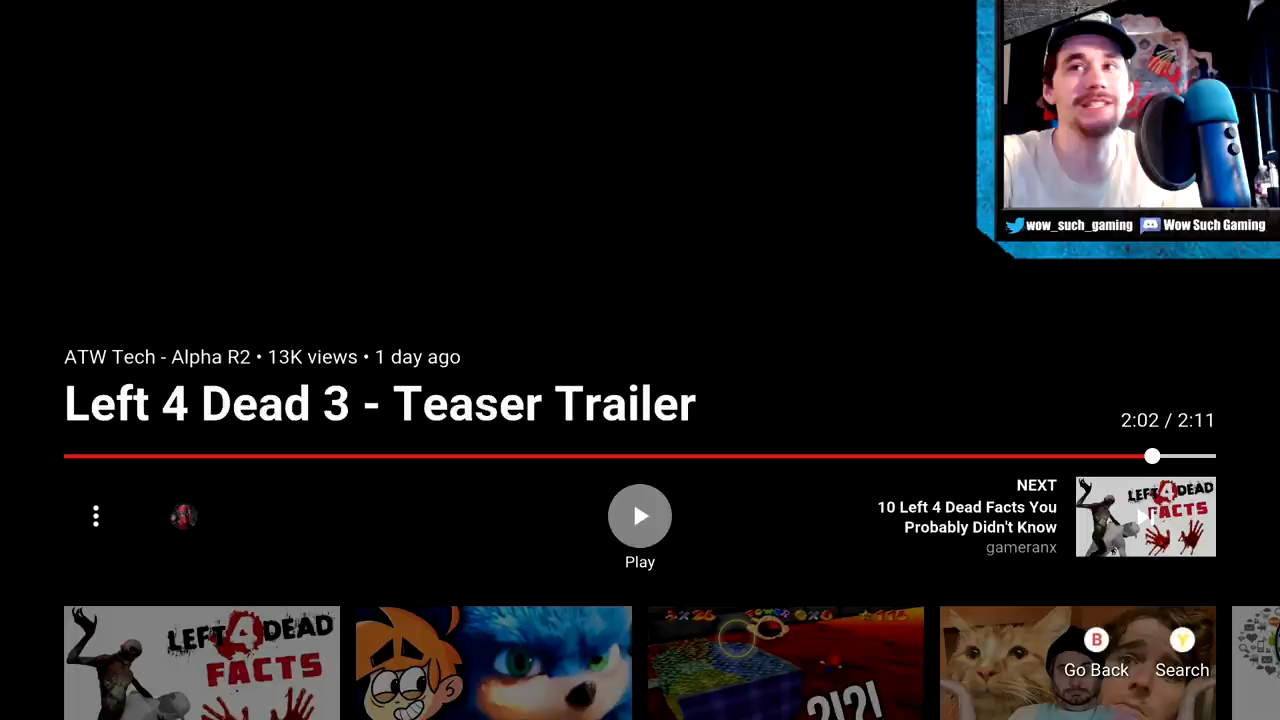 wow_such_gaming Wow Such Gaming
ATW Tech - Alpha R2 • 13K views • 1 day ago
Left 4 Dead 3 - Teaser Trailer
2:02 / 2:11
NEXT
10 Left 4 Dead Facts You
Probably Didn't Know
gameranx
LEFT 4 DEAD
FACTS
Play
LEFT 4 DEAD
FACTS
POWER
?!?!
B
Y
Go Back
Search